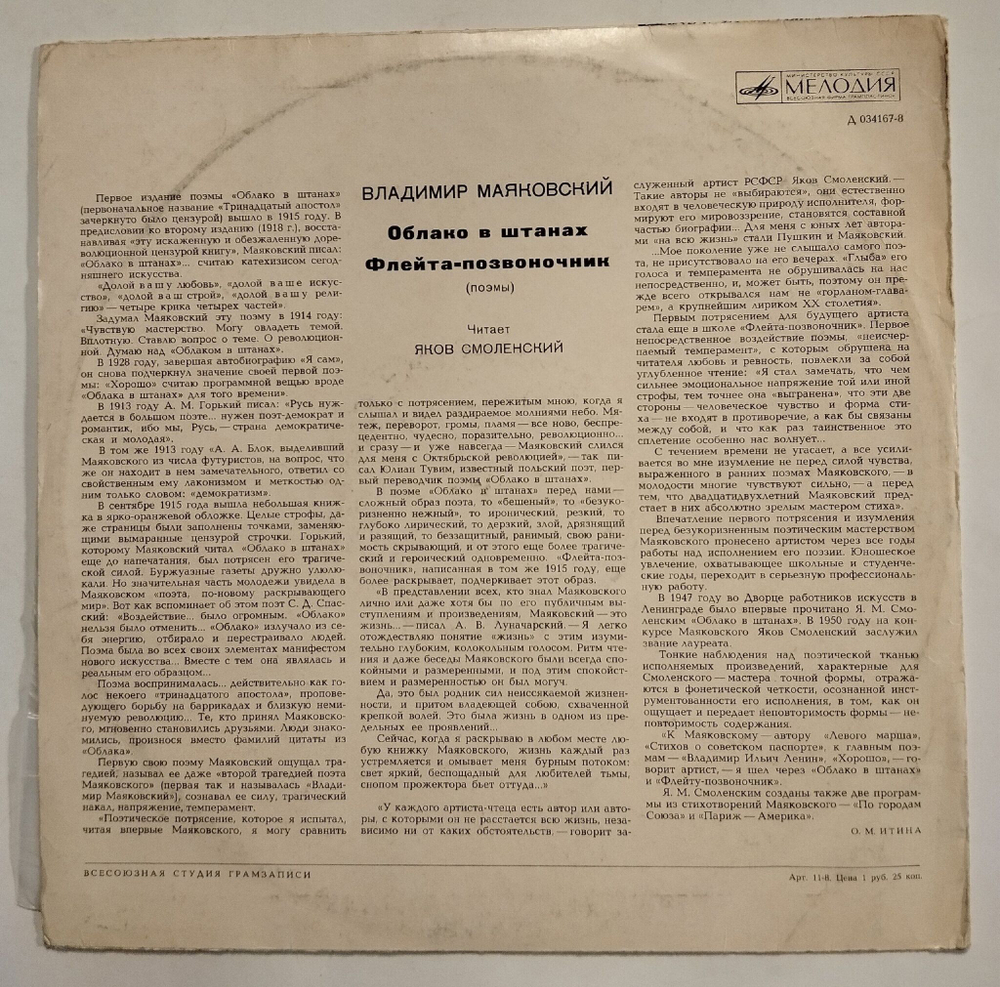 МИНИСТЕРСТВО КУЛЬТУРЫ СССР
МЕЛОДИЯ
ВСЕСОЮЗНАЯ ФИРМА ГРАМПЛАСТИНОК
Д 034167-8
Первое издание поэмы «Облако в штанах»
(первоначальное название «Тринадцатый апостол»
зачеркнуто было цензурой) вышло в 1915 году. В
предисловии ко второму изданию (1918 г.), восста-
навливая «эту искаженную и обезжаленную доре-
волюционной цензурой книгу», Маяковский писал:
«Облако в штанах»... считаю катехизисом сегод-
няшнего искусства.
«Долой вашу любовь», «долой ваше искус-
ство», «долой ваш строй», «долой вашу рели-
гию» — четыре крика четырех частей».
Задумал Маяковский эту поэму в 1914 году:
«Чувствую мастерство. Могу овладеть темой.
Вплотную. Ставлю вопрос о теме. О революцион-
ной. Думаю над «Облаком в штанах».
В 1928 году, завершая автобиографию «Я сам»,
он снова подчеркнул значение своей первой поэ-
мы: «Хорошо» считаю программной вещью вроде
«Облака в штанах» для того времени».
В 1913 году А. М. Горький писал: «Русь нуж-
дается в большом поэте... нужен поэт-демократ и
романтик, ибо мы, Русь, — страна демократиче-
ская и молодая».
В том же 1913 году «А. А. Блок, выделивший
Маяковского из числа футуристов, на вопрос, что
же он находит в нем замечательного, ответил со
свойственным ему лаконизмом и меткостью од-
ним только словом: «демократизм».
В сентябре 1915 года вышла небольшая книж-
ка в ярко-оранжевой обложке. Целые строфы, да-
же страницы были заполнены точками, заменяю-
щими вымаранные цензурой строчки. Горький,
которому Маяковский читал «Облако в штанах»
еще до напечатания, был потрясен его трагиче-
ской силой. Буржуазные газеты дружно улюлю-
кали. Но значительная часть молодежи увидела в
Маяковском «поэта, по-новому раскрывающего
мир». Вот как вспоминает об этом поэт С. Д. Спас-
ский: «Воздействие... было огромным. «Облако»
нельзя было отменить... «Облако» излучало из се-
бя энергию, отбирало и перестраивало людей.
Поэма была во всех своих элементах манифестом
нового искусства... Вместе с тем она являлась и
реальным его образцом...
Поэма воспринималась... действительно как го-
лос некоего «тринадцатого апостола», пропове-
дующего борьбу на баррикадах и близкую неми-
нуемую революцию... Те, кто принял Маяковско-
го, мгновенно становились друзьями. Люди знако-
мились, произнося вместо фамилий цитаты из
«Облака».
Первую свою поэму Маяковский ощущал тра-
гедией, называл ее даже «второй трагедией поэта
Маяковского» (первая так и называлась «Влади-
мир Маяковский»), сознавал ее силу, трагический
накал, напряжение, темперамент.
«Поэтическое потрясение, которое я испытал,
читая впервые Маяковского, я могу сравнить
ВЛАДИМИР МАЯКОВСКИЙ
Облако в штанах
Флейта-позвоночник
(поэмы)
Читает
ЯКОВ СМОЛЕНСКИЙ
только с потрясением, пережитым мною, когда я
слышал и видел раздираемое молниями небо. Мя-
теж, переворот, громы, пламя — все ново, беспре-
цедентно, чудесно, поразительно, революционно...
и сразу — и уже навсегда — Маяковский слился
для меня с Октябрьской революцией», — так пи-
сал Юлиан Тувим, известный польский поэт, пер-
вый переводчик поэмы «Облако в штанах».
В поэме «Облако в штанах» перед нами —
сложный образ поэта, то «бешеный», то «безуко-
ризненно нежный», то иронический, резкий, то
глубоко лирический, то дерзкий, злой, дразнящий
и разящий, то беззащитный, ранимый, свою рани-
мость скрывающий, и от этого еще более трагиче-
ский и героический одновременно. «Флейта-поз-
воночник», написанная в том же 1915 году, еще
более раскрывает, подчеркивает этот образ.
«В представлении всех, кто знал Маяковского
лично или даже хотя бы по его публичным вы-
ступлениям и произведениям, Маяковский — это
жизнь, — писал А. В. Луначарский. — Я легко
отождествляю понятие «жизнь» с этим изуми-
тельно глубоким, колокольным голосом. Ритм чте-
ния и даже беседы Маяковского были всегда спо-
койными и размеренными, и под этим спокойст-
вием и размеренностью он был могуч.
Да, это был родник сил неиссякаемой жизнен-
ности, и притом владеющей собою, схваченной
крепкой волей. Это была жизнь в одном из пре-
дельных ее проявлений...
Сейчас, когда я раскрываю в любом месте лю-
бую книжку Маяковского, жизнь каждый раз
устремляется и омывает меня бурным потоком:
свет яркий, беспощадный для любителей тьмы,
снопом прожектора бьет оттуда...»
«У каждого артиста-чтеца есть автор или авто-
ры, с которыми он не расстается всю жизнь, неза-
висимо ни от каких обстоятельств, — говорит за-
служенный артист РСФСР Яков Смоленский. —
Такие авторы не «выбираются», они естественно
входят в человеческую природу исполнителя, фор-
мируют его мировоззрение, становятся составной
частью биографии... Для меня с юных лет автора-
ми «на всю жизнь» стали Пушкин и Маяковский.
...Мое поколение уже не слышало самого поэ-
та, не присутствовало на его вечерах. «Глыба» его
голоса и темперамента не обрушивалась на нас
непосредственно, и, может быть, поэтому он пре-
жде всего открывался нам не «горланом-глава-
рем», а крупнейшим лириком XX столетия».
Первым потрясением для будущего артиста
стала еще в школе «Флейта-позвоночник». Первое
непосредственное воздействие поэмы, «неисчер-
паемый темперамент», с которым обрушена на
читателя любовь и ревность, повлекли за собой
углубленное чтение: «Я стал замечать, что чем
сильнее эмоциональное напряжение той или иной
строфы, тем точнее она «выгранена», что эти две
стороны — человеческое чувство и форма сти-
ха — не входят в противоречие, а как бы связаны
между собой, и что как раз таинственное это
сплетение особенно нас волнует...
С течением времени не угасает, а все усили-
вается во мне изумление не перед силой чувства,
выраженного в ранних поэмах Маяковского, — в
молодости многие чувствуют сильно, — а перед
тем, что двадцатидвухлетний Маяковский пред-
стает в них абсолютно зрелым мастером стиха».
Впечатление первого потрясения и изумления
перед безукоризненным поэтическим мастерством
Маяковского пронесено артистом через все годы
работы над исполнением его поэзии. Юношеское
увлечение, охватывающее школьные и студенче-
ские годы, переходит в серьезную профессиональ-
ную работу.
В 1947 году во Дворце работников искусств в
Ленинграде было впервые прочитано Я. М. Смо-
ленским «Облако в штанах». В 1950 году на кон-
курсе Маяковского Яков Смоленский заслужил
звание лауреата.
Тонкие наблюдения над поэтической тканью
исполняемых произведений, характерные для
Смоленского — мастера точной формы, отража-
ются в фонетической четкости, осознанной инст-
рументованности его исполнения, в том, как он
ощущает и передает неповторимость формы — не-
повторимость содержания.
«К Маяковскому — автору «Левого марша»,
«Стихов о советском паспорте», к главным поэ-
мам — «Владимир Ильич Ленин», «Хорошо», — го-
ворит артист, — я шел через «Облако в штанах»
и «Флейту-позвоночник».
Я. М. Смоленским созданы также две програм-
мы из стихотворений Маяковского — «По городам
Союза» и «Париж — Америка».
О. М. ИТИНА
ВСЕСОЮЗНАЯ СТУДИЯ ГРАМЗАПИСИ
Арт. 11-8. Цена 1 руб. 25 коп.